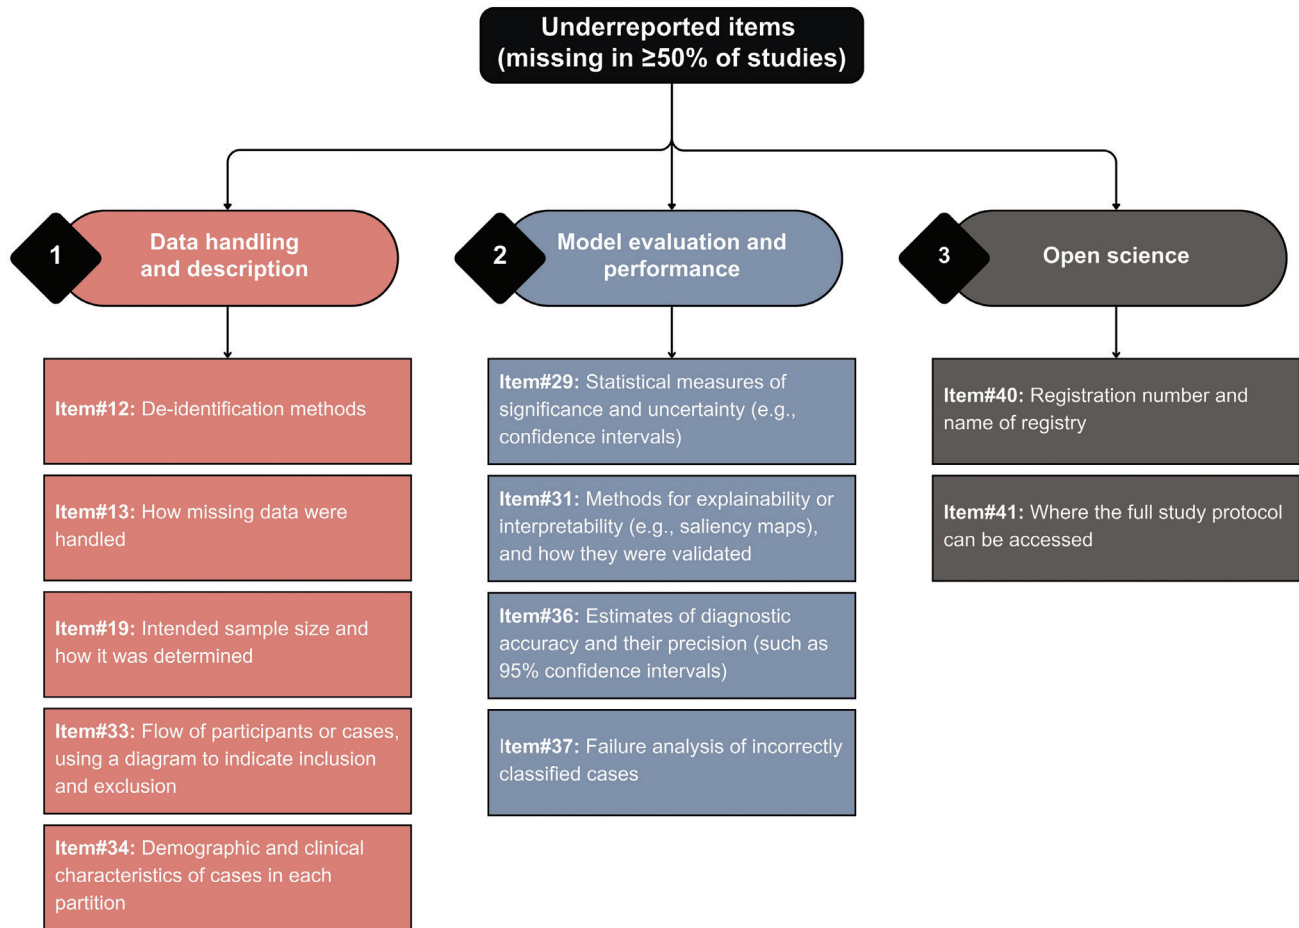 Underreported items
(missing in ≥50% of studies)
1
Data handling
and description
Item#12: De-identification methods
Item#13: How missing data were
handled
Item#19: Intended sample size and
how it was determined
Item#33: Flow of participants or cases,
using a diagram to indicate inclusion
and exclusion
Item#34: Demographic and clinical
characteristics of cases in each
partition
2
Model evaluation and
performance
Item#29: Statistical measures of
significance and uncertainty (e.g.,
confidence intervals)
Item#31: Methods for explainability or
interpretability (e.g., saliency maps),
and how they were validated
Item#36: Estimates of diagnostic
accuracy and their precision (such as
95% confidence intervals)
Item#37: Failure analysis of incorrectly
classified cases
3
Open science
Item#40: Registration number and
name of registry
Item#41: Where the full study protocol
can be accessed